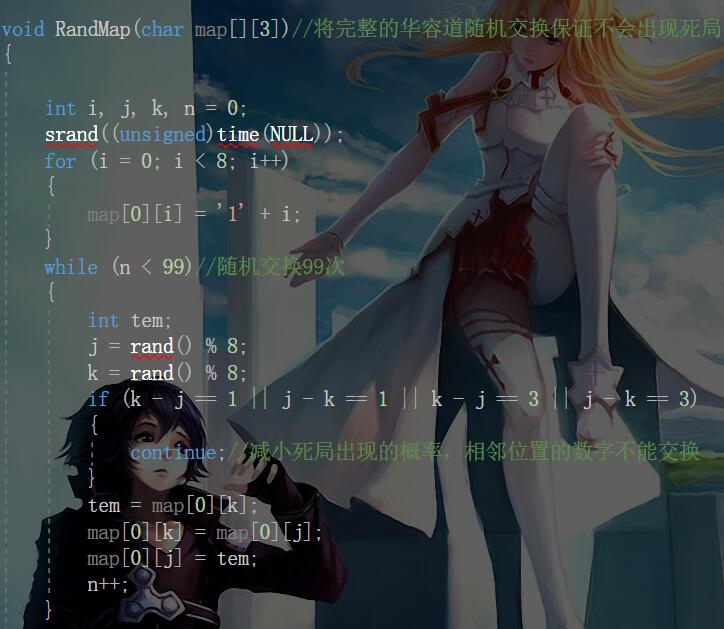 void RandMap(char map[][3])//将完整的华容道随机交换保证不会出现死局
{
int i, j, k, n = 0;
srand((unsigned)time(NULL));
for (i = 0; i < 8; i++)
{
map[0][i] = '1' + i;
}
while (n < 99)//随机交换99次
{
int tem;
j = rand() % 8;
k = rand() % 8;
if (k - j == 1 || j - k == 1 || k - j == 3 || j - k == 3)
{
continue;//减小死局出现的概率，相邻位置的数字不能交换
}
tem = map[0][k];
map[0][k] = map[0][j];
map[0][j] = tem;
n++;
}